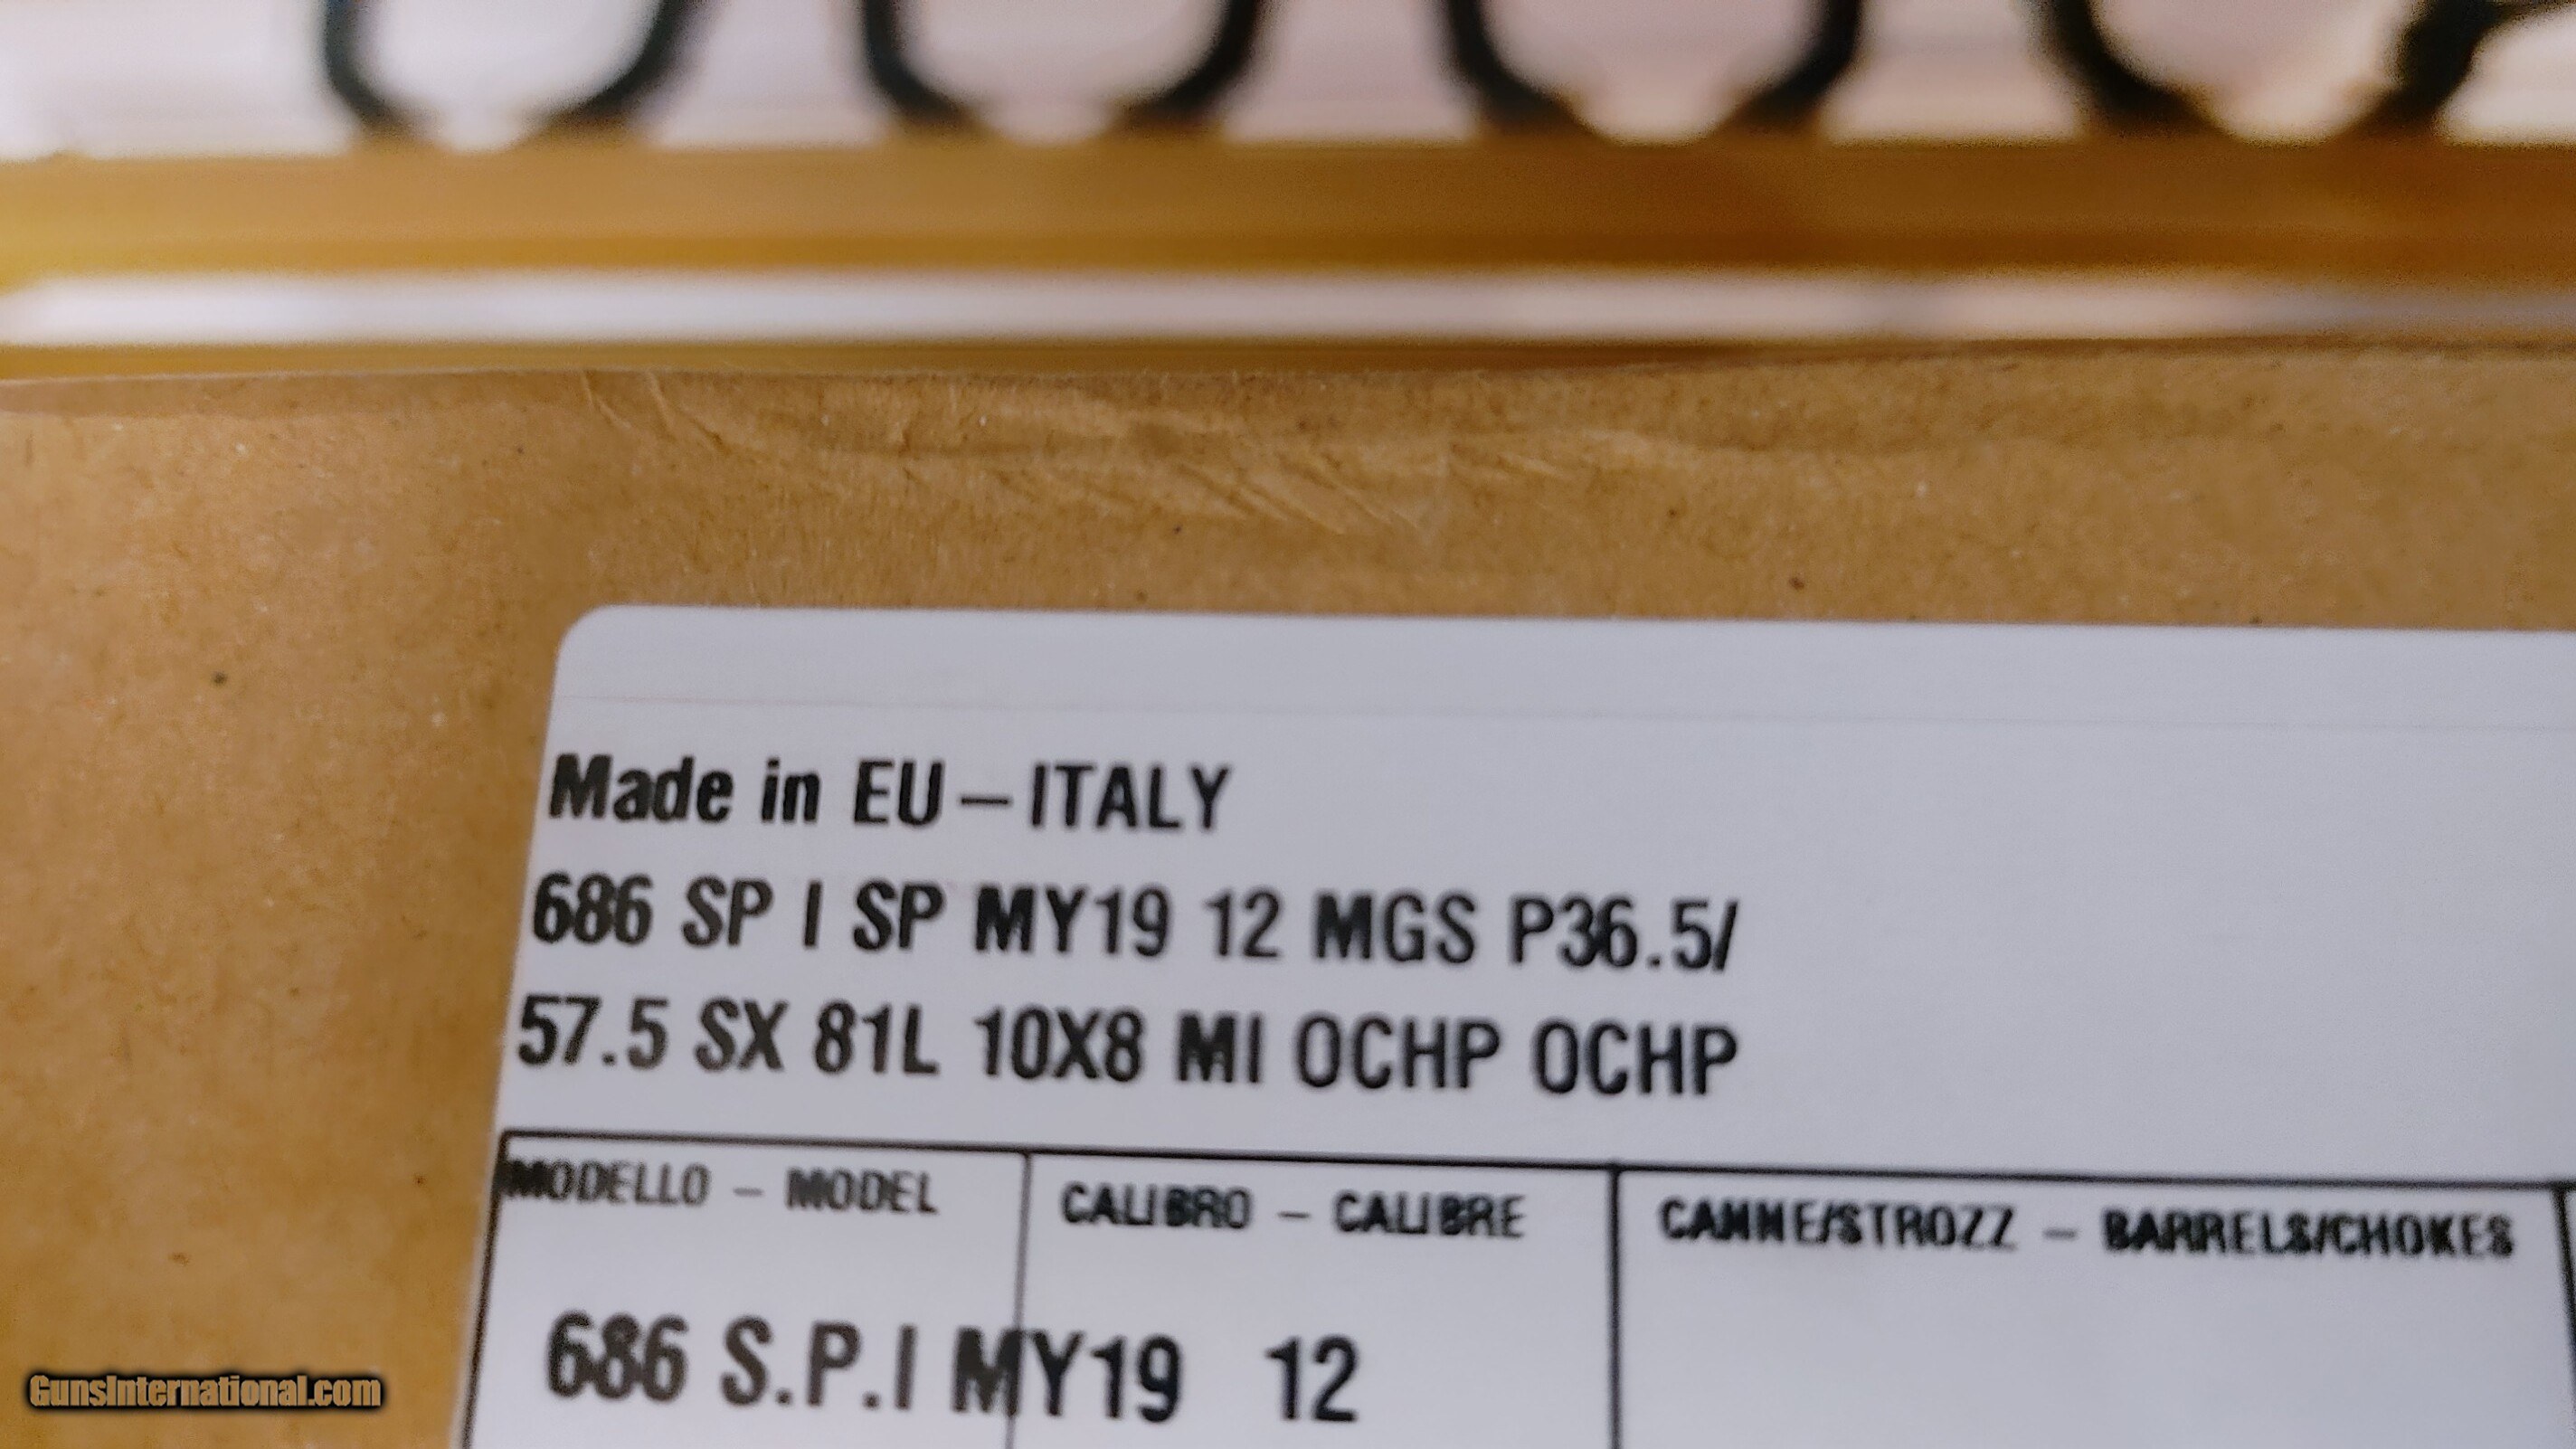 Made in EU – ITALY
686 SP I SP MY19 12 MGS P36.5/
57.5 SX 81L 10X8 MI OCHP OCHP
MODELLO – MODEL
CALIBRO – CALIBRE
CANNE/STROZZ – BARRELS/CHOKES
686 S.P.I MY19
12
GunsInternational.com